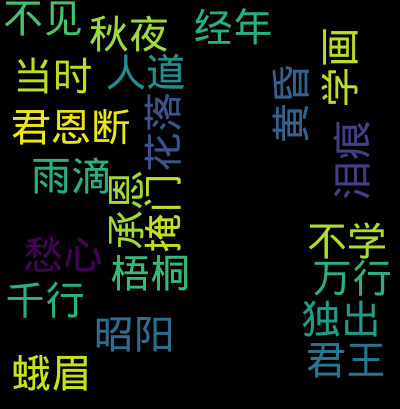 不见
秋夜
经年
当时
人道
学画
黄昏
君恩断
花落
泪痕
雨滴
承恩
掩门
愁心
不学
梧桐
万行
千行
独出
昭阳
君王
蛾眉